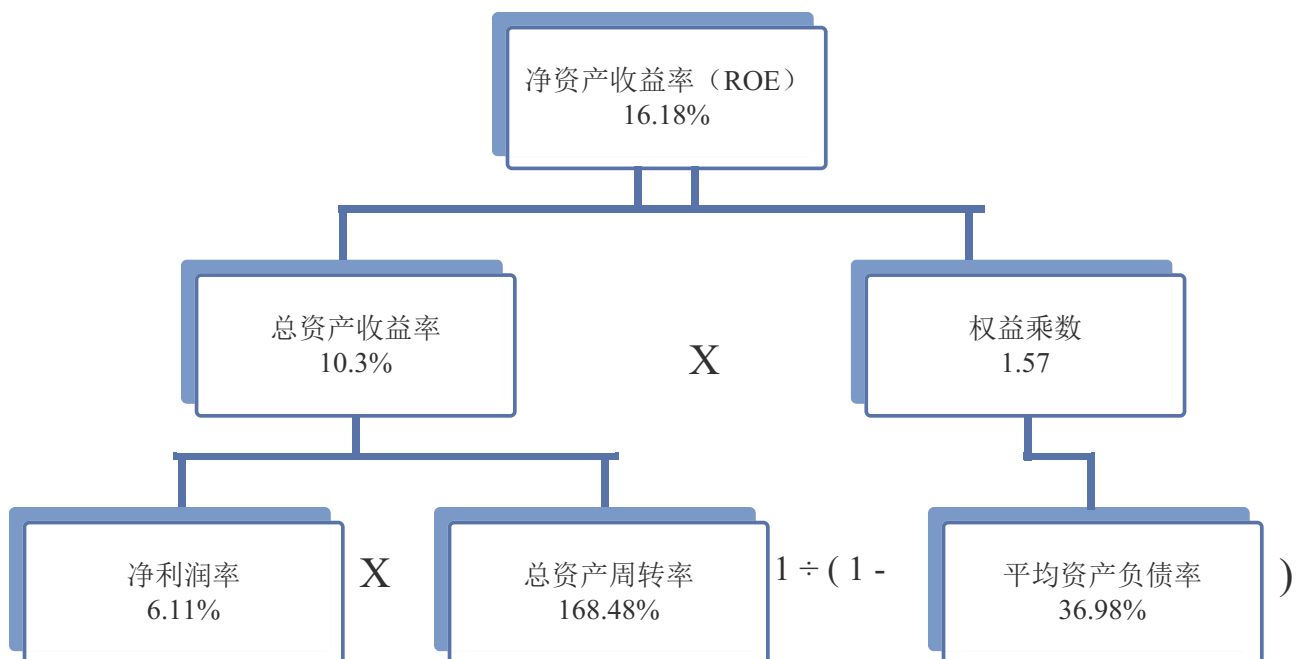 净资产收益率（ROE）
16.18%
总资产收益率
10.3%
X
权益乘数
1.57
净利润率
6.11%
X
总资产周转率
168.48%
1 ÷ ( 1 -
平均资产负债率
36.98%
)